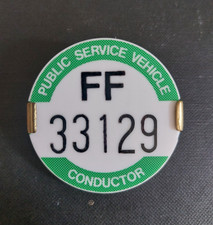 PUBLIC SERVICE VEHICLE
FF
33129
CONDUCTOR